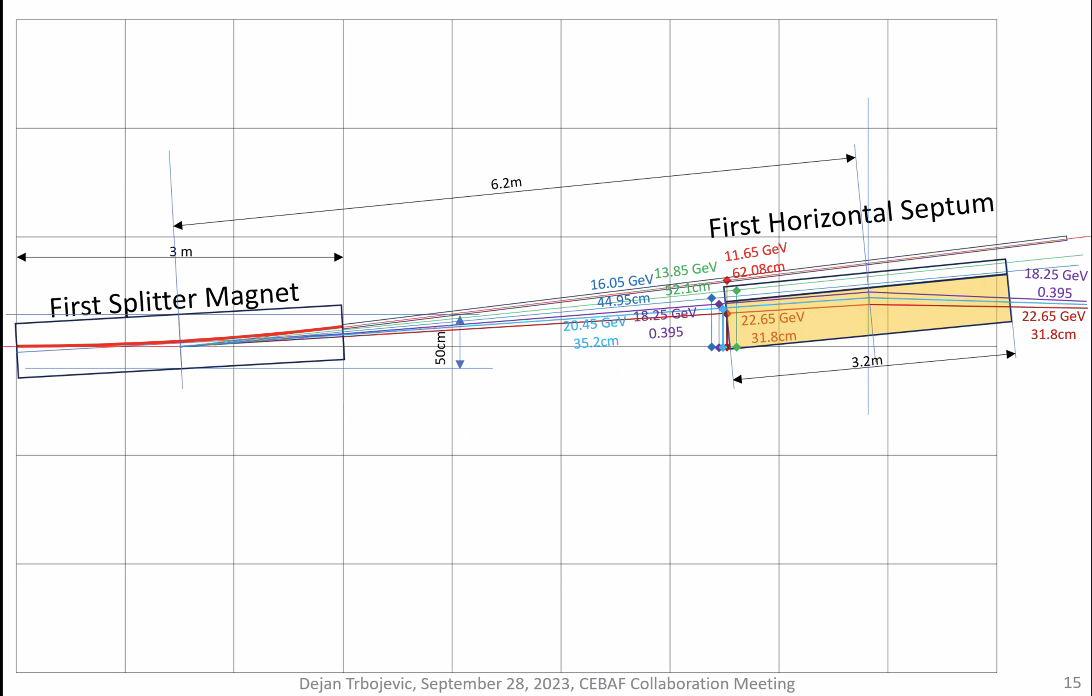 6.2m
First Horizontal Septum
3 m
11.65 GeV
62.08cm
13.85 GeV
52.1cm
16.05 GeV
44.95cm
First Splitter Magnet
18.25 GeV
0.395
20.45 GeV
35.2cm
18.25 GeV
0.395
22.65 GeV
31.8cm
22.65 GeV
31.8cm
50cm
3.2m
Dejan Trbojevic, September 28, 2023, CEBAF Collaboration Meeting
15